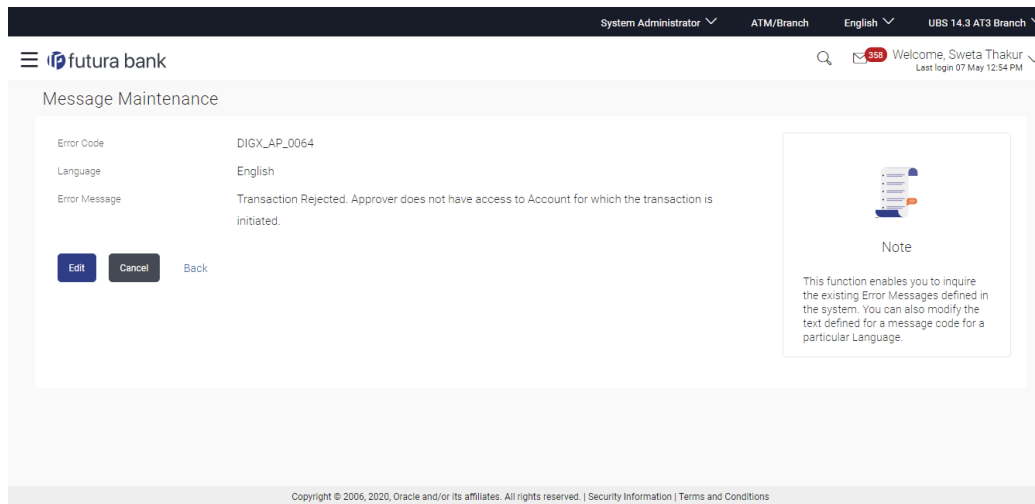 System Administrator ATM/Branch English UBS 14.3 AT3 Branch
futura bank
358 Welcome, Sweta Thakur
Last login 07 May 12:54 PM
Message Maintenance
Error Code DIGX_AP_0064
Language English
Error Message Transaction Rejected. Approver does not have access to Account for which the transaction is
initiated.
Edit Cancel Back
Note
This function enables you to inquire
the existing Error Messages defined in
the system. You can also modify the
text defined for a message code for a
particular Language.
Copyright © 2006, 2020, Oracle and/or its affiliates. All rights reserved. | Security Information | Terms and Conditions